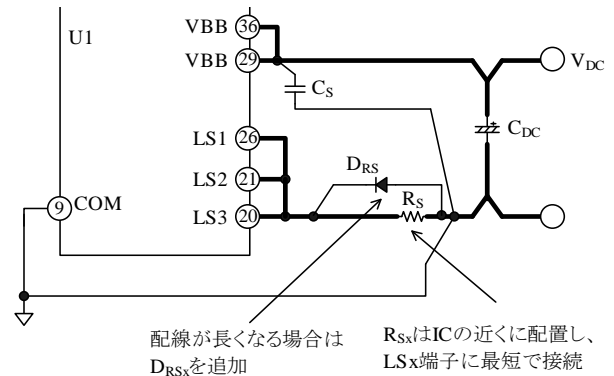 VBB 36
U1
VBB 29
V_DC
C_S
LS1 26
C_DC
D_RS
LS2 21
R_S
9 COM
LS3 20
配線が長くなる場合は
D_RSxを追加
R_SxはICの近くに配置し、
LSx端子に最短で接続